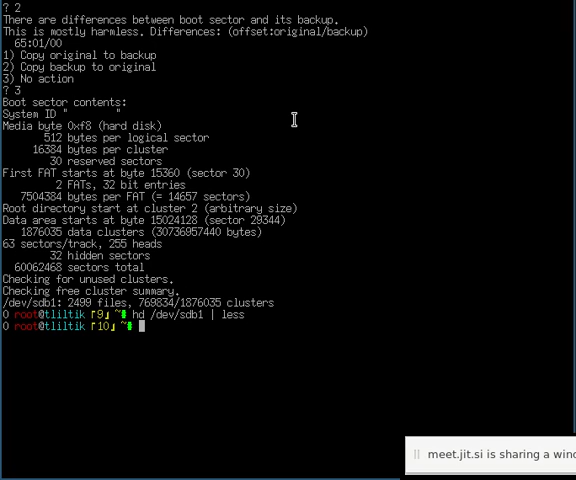 ? 2
There are differences between boot sector and its backup.
This is mostly harmless. Differences: (offset:original/backup)
  65:01/00
1) Copy original to backup
2) Copy backup to original
3) No action
? 3
Boot sector contents:
System ID "        "
Media byte 0xf8 (hard disk)
       512 bytes per logical sector
     16384 bytes per cluster
        30 reserved sectors
First FAT starts at byte 15360 (sector 30)
         2 FATs, 32 bit entries
   7504384 bytes per FAT (= 14657 sectors)
Root directory start at cluster 2 (arbitrary size)
Data area starts at byte 15024128 (sector 29344)
   1876035 data clusters (30736957440 bytes)
63 sectors/track, 255 heads
        32 hidden sectors
  60062468 sectors total
Checking for unused clusters.
Checking free cluster summary.
/dev/sdb1: 2499 files, 769834/1876035 clusters
0 root@tliltik ｢9｣ ~# hd /dev/sdb1 | less
0 root@tliltik ｢10｣ ~#
meet.jit.si is sharing a wind